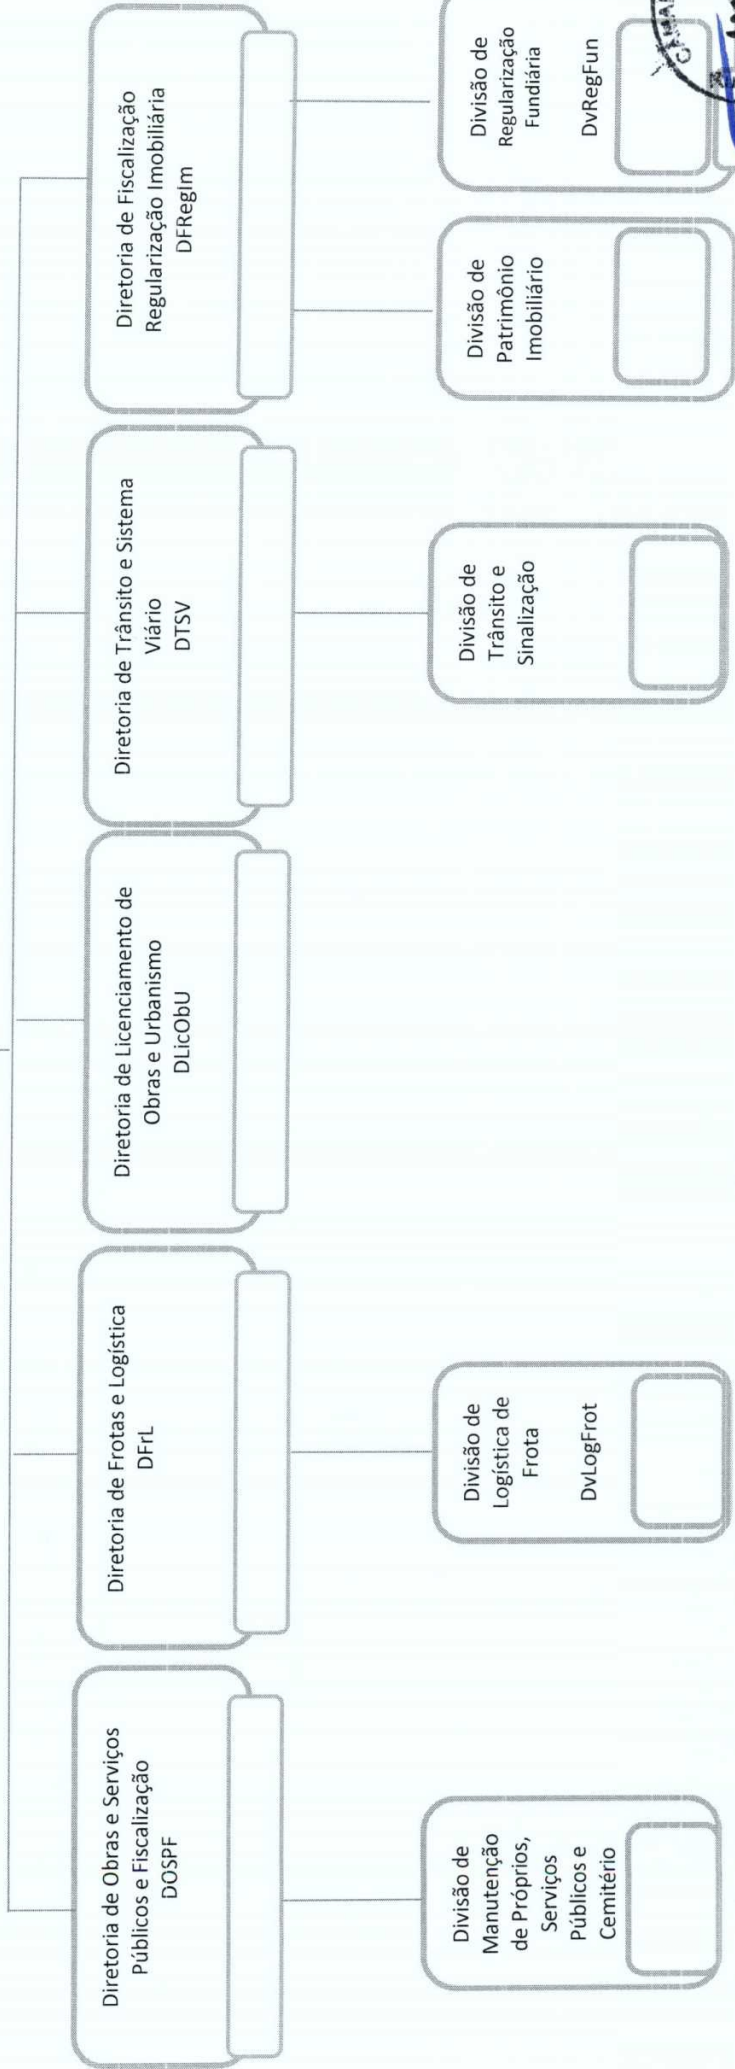 Diretoria de Obras e Serviços
Públicos e Fiscalização
DOSPF
Diretoria de Frotas e Logística
DFrL
Diretoria de Licenciamento de
Obras e Urbanismo
DLicObU
Diretoria de Trânsito e Sistema
Viário
DTSV
Diretoria de Fiscalização
Regularização Imobiliária
DFRegIm
Divisão de
Manutenção
de Próprios,
Serviços
Públicos e
Cemitério
Divisão de
Logística de
Frota
DvLogFrot
Divisão de
Trânsito e
Sinalização
Divisão de
Patrimônio
Imobiliário
Divisão de
Regularização
Fundiária
DvRegFun